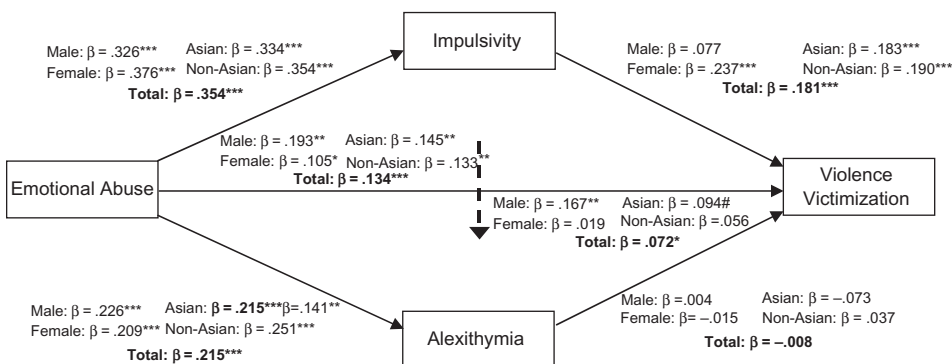 Impulsivity
Male: β = .326*** Asian: β = .334***
Female: β = .376*** Non-Asian: β = .354***
Total: β = .354***
Male: β = .077 Asian: β = .183***
Female: β = .237*** Non-Asian: β = .190***
Total: β = .181***
Male: β = .193** Asian: β = .145**
Female: β = .105* Non-Asian: β = .133**
Total: β = .134***
Emotional Abuse
Violence
Victimization
Male: β = .167** Asian: β = .094#
Female: β = .019 Non-Asian: β =.056
Total: β = .072*
Male: β = .226*** Asian: β = .215***β=.141**
Female: β = .209*** Non-Asian: β = .251***
Total: β = .215***
Alexithymia
Male: β =.004 Asian: β = –.073
Female: β= –.015 Non-Asian: β = .037
Total: β = –.008